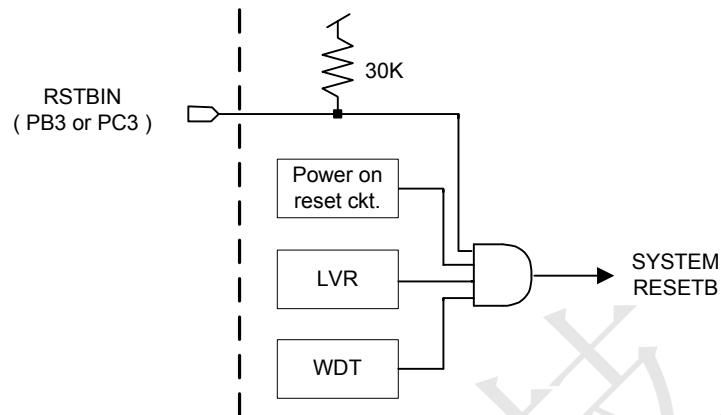 30K
RSTBIN
( PB3 or PC3 )
Power on
reset ckt.
LVR
SYSTEM
RESETB
WDT